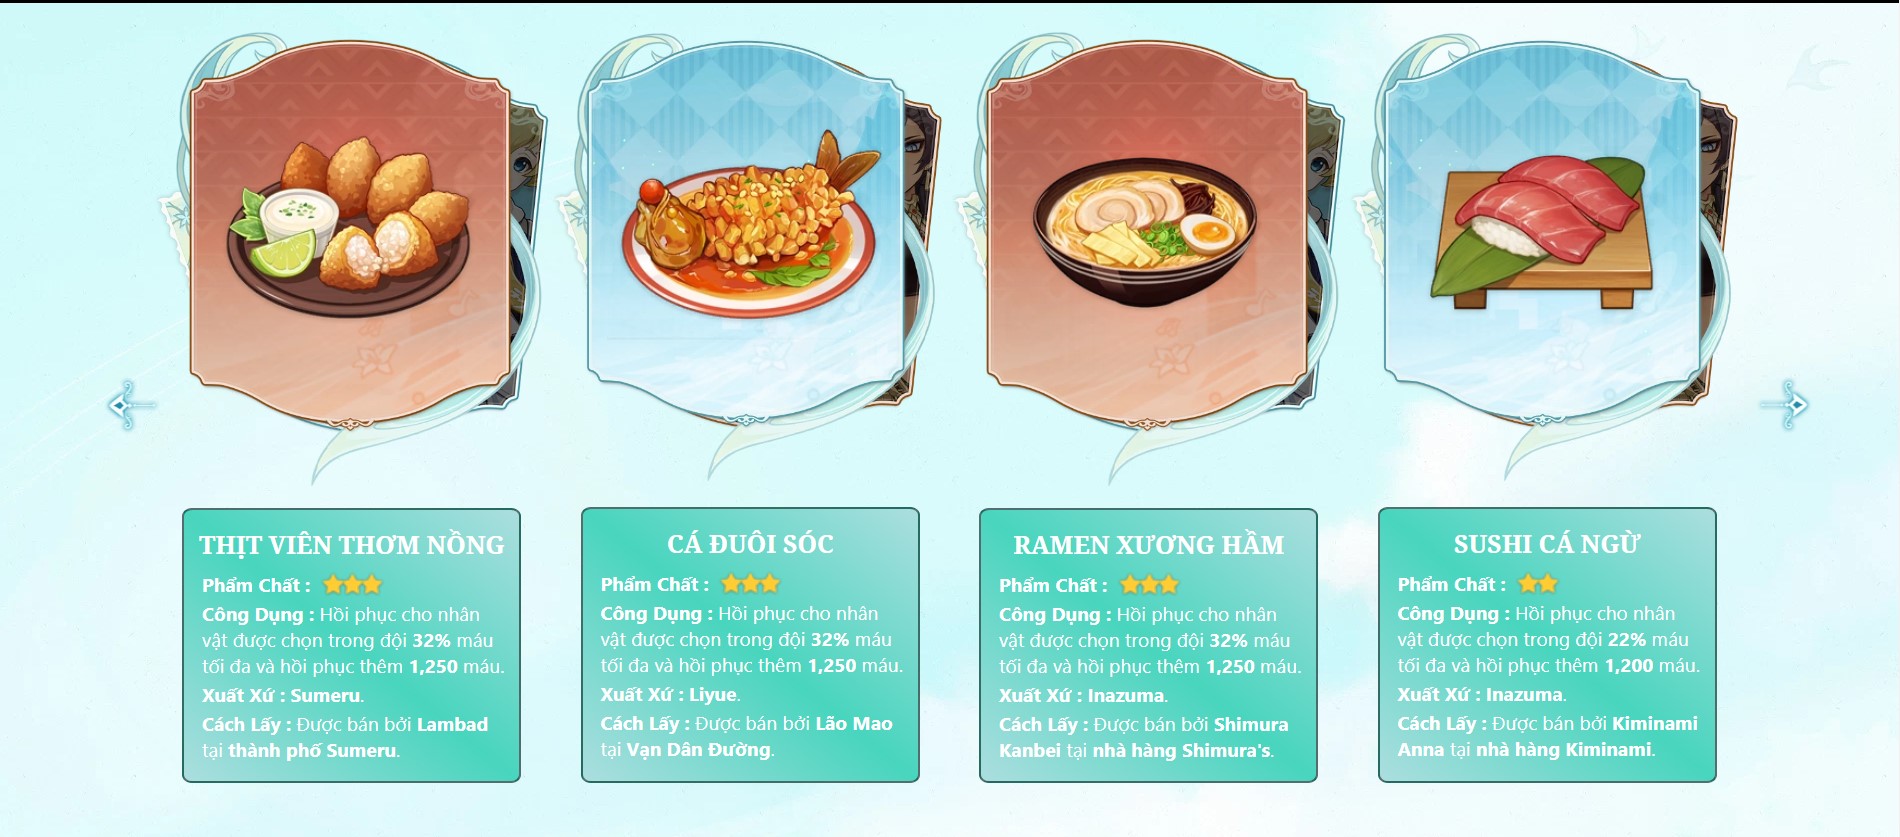 THỊT VIÊN THƠM NỒNG
Phẩm Chất :
Công Dụng : Hồi phục cho nhân
vật được chọn trong đội 32% máu
tối đa và hồi phục thêm 1,250 máu.
Xuất Xứ : Sumeru.
Cách Lấy : Được bán bởi Lambad
tại thành phố Sumeru.
CÁ ĐUÔI SÓC
Phẩm Chất :
Công Dụng : Hồi phục cho nhân
vật được chọn trong đội 32% máu
tối đa và hồi phục thêm 1,250 máu.
Xuất Xứ : Liyue.
Cách Lấy : Được bán bởi Lão Mao
tại Vạn Dân Đường.
RAMEN XƯƠNG HẦM
Phẩm Chất :
Công Dụng : Hồi phục cho nhân
vật được chọn trong đội 32% máu
tối đa và hồi phục thêm 1,250 máu.
Xuất Xứ : Inazuma.
Cách Lấy : Được bán bởi Shimura
Kanbei tại nhà hàng Shimura's.
SUSHI CÁ NGỪ
Phẩm Chất :
Công Dụng : Hồi phục cho nhân
vật được chọn trong đội 22% máu
tối đa và hồi phục thêm 1,200 máu.
Xuất Xứ : Inazuma.
Cách Lấy : Được bán bởi Kiminami
Anna tại nhà hàng Kiminami.